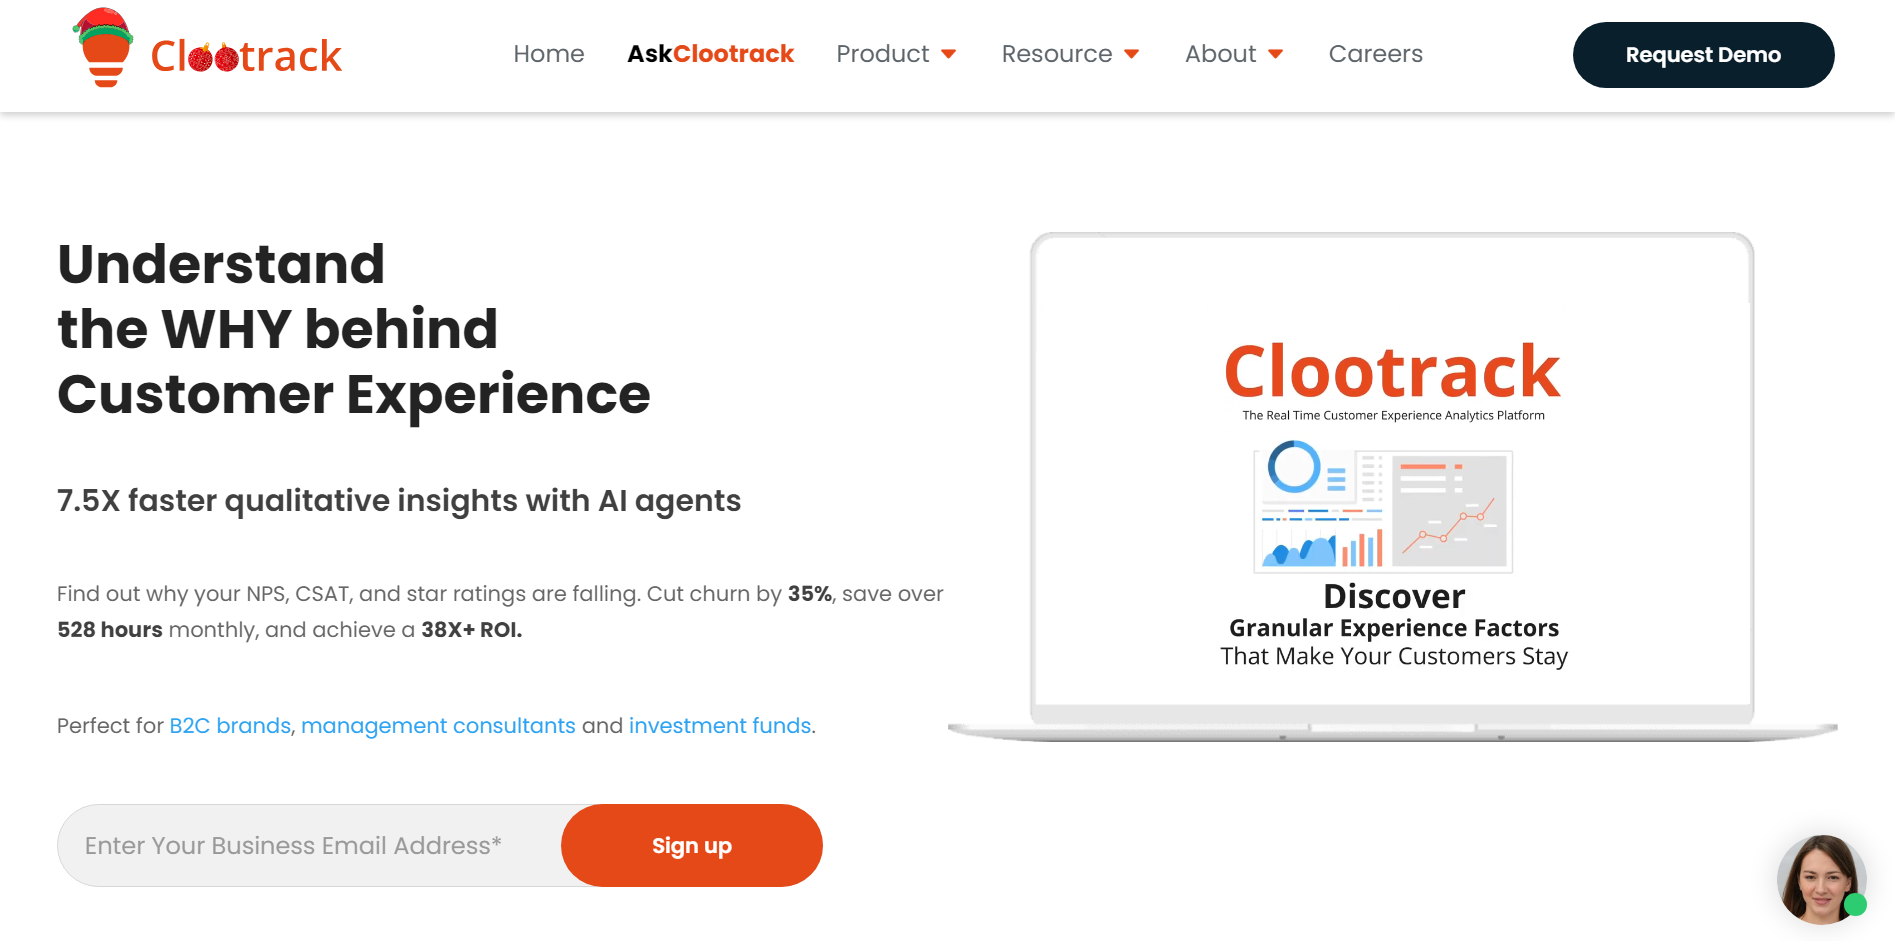 Clootrack
Home
AskClootrack
Product
Resource
About
Careers
Request Demo
Understand
the WHY behind
Customer Experience
7.5X faster qualitative insights with AI agents
Find out why your NPS, CSAT, and star ratings are falling. Cut churn by 35%, save over
528 hours monthly, and achieve a 38X+ ROI.
Perfect for B2C brands, management consultants and investment funds.
Enter Your Business Email Address*
Sign up
Clootrack
The Real Time Customer Experience Analytics Platform
Discover
Granular Experience Factors
That Make Your Customers Stay